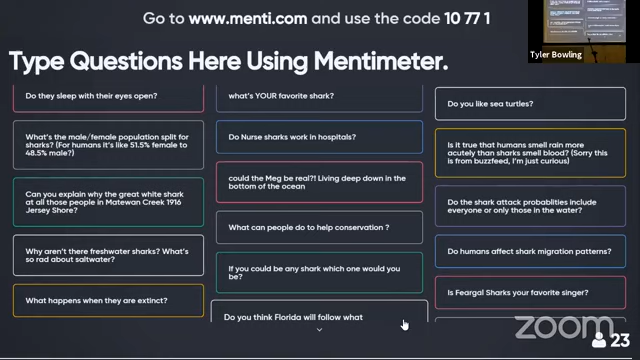 Go to www.menti.com and use the code 10 77 1
Tyler Bowling
Type Questions Here Using Mentimeter.
Do they sleep with their eyes open?
What's the male/female population split for
sharks? (For humans it's like 51.5% female to
48.5% male?)
Can you explain why the great white shark
at all those people in Matewan Creek 1916
Jersey Shore?
Why aren't there freshwater sharks? What's
so rad about saltwater?
What happens when they are extinct?
what's YOUR favorite shark?
Do Nurse sharks work in hospitals?
could the Meg be real?! Living deep down in the
bottom of the ocean
What can people do to help conservation ?
If you could be any shark which one would you
be?
Do you think Florida will follow what
Do you like sea turtles?
Is it true that humans smell rain more
acutely than sharks smell blood? (Sorry this
is from buzzfeed, I'm just curious)
Do the shark attack probablities include
everyone or only those in the water?
Do humans affect shark migration patterns?
Is Feargal Sharks your favorite singer?
zoom
23